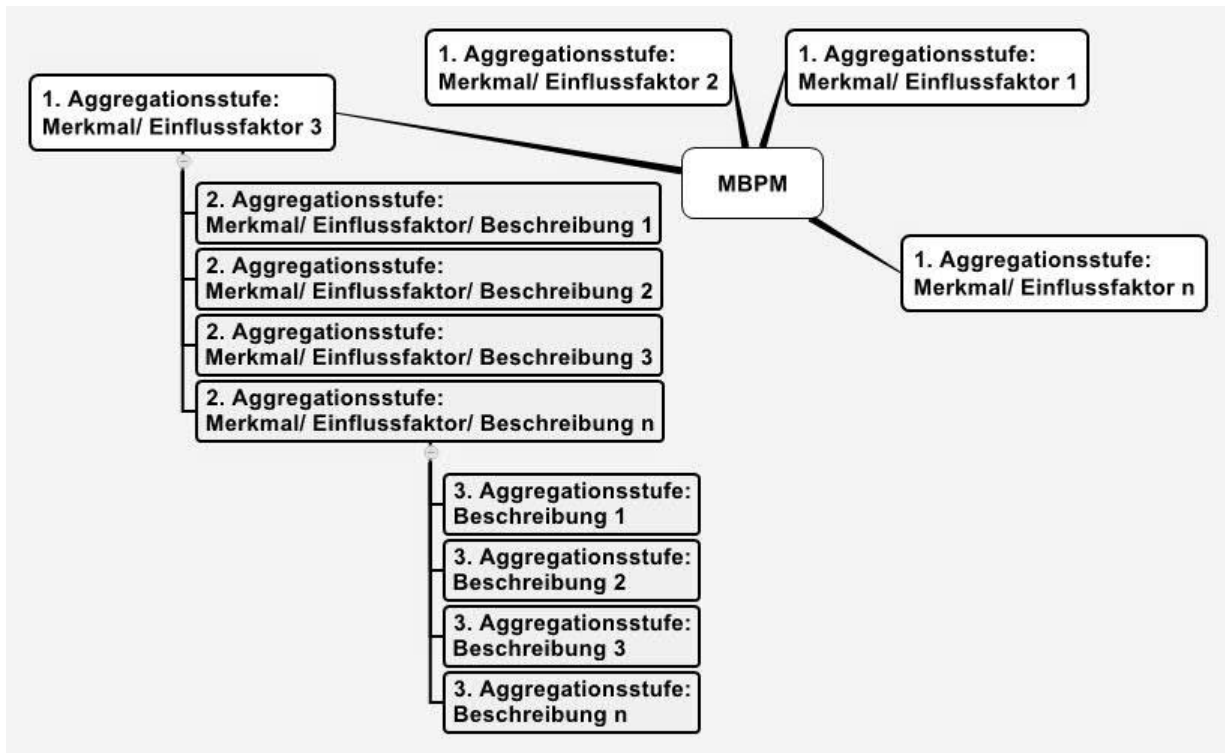 1. Aggregationsstufe:
Merkmal/ Einflussfaktor 2
1. Aggregationsstufe:
Merkmal/ Einflussfaktor 1
1. Aggregationsstufe:
Merkmal/ Einflussfaktor 3
MBPM
2. Aggregationsstufe:
Merkmal/ Einflussfaktor/ Beschreibung 1
1. Aggregationsstufe:
Merkmal/ Einflussfaktor n
2. Aggregationsstufe:
Merkmal/ Einflussfaktor/ Beschreibung 2
2. Aggregationsstufe:
Merkmal/ Einflussfaktor/ Beschreibung 3
2. Aggregationsstufe:
Merkmal/ Einflussfaktor/ Beschreibung n
3. Aggregationsstufe:
Beschreibung 1
3. Aggregationsstufe:
Beschreibung 2
3. Aggregationsstufe:
Beschreibung 3
3. Aggregationsstufe:
Beschreibung n